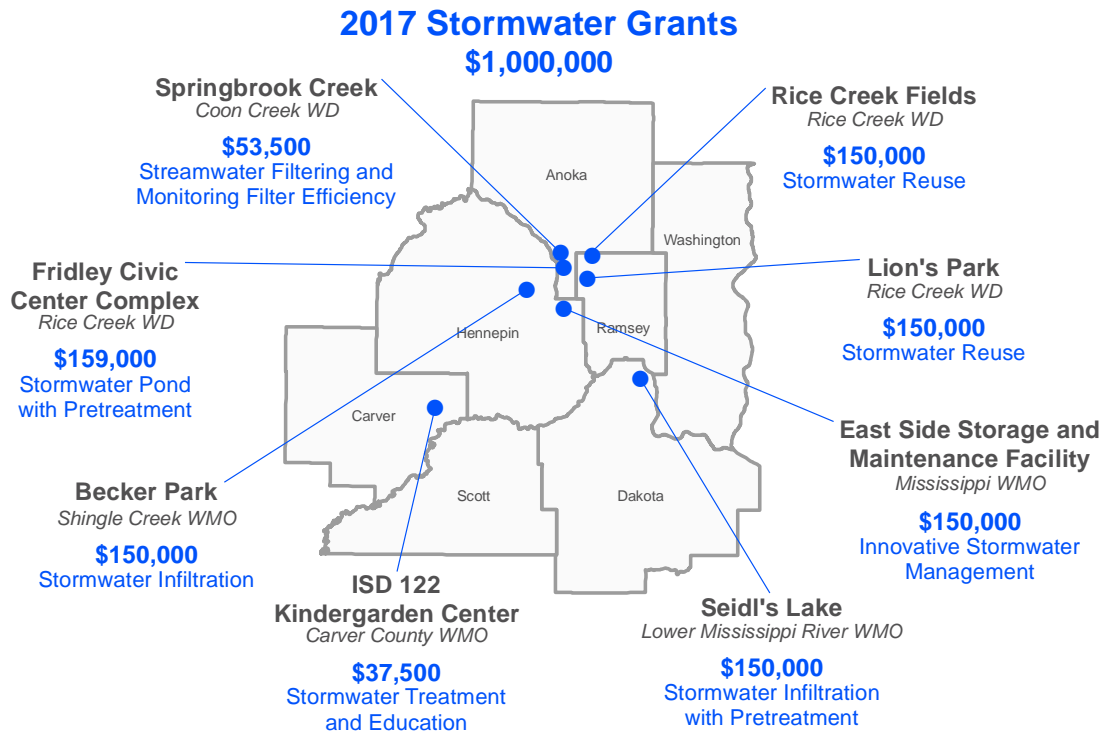 2017 Stormwater Grants
$1,000,000
Springbrook Creek
Coon Creek WD
$53,500
Streamwater Filtering and
Monitoring Filter Efficiency
Rice Creek Fields
Rice Creek WD
$150,000
Stormwater Reuse
Anoka
Washington
Fridley Civic
Center Complex
Rice Creek WD
$159,000
Stormwater Pond
with Pretreatment
Lion's Park
Rice Creek WD
$150,000
Stormwater Reuse
Hennepin
Ramsey
Carver
Scott
Dakota
East Side Storage and
Maintenance Facility
Mississippi WMO
$150,000
Innovative Stormwater
Management
Becker Park
Shingle Creek WMO
$150,000
Stormwater Infiltration
ISD 122
Kindergarden Center
Carver County WMO
$37,500
Stormwater Treatment
and Education
Seidl's Lake
Lower Mississippi River WMO
$150,000
Stormwater Infiltration
with Pretreatment